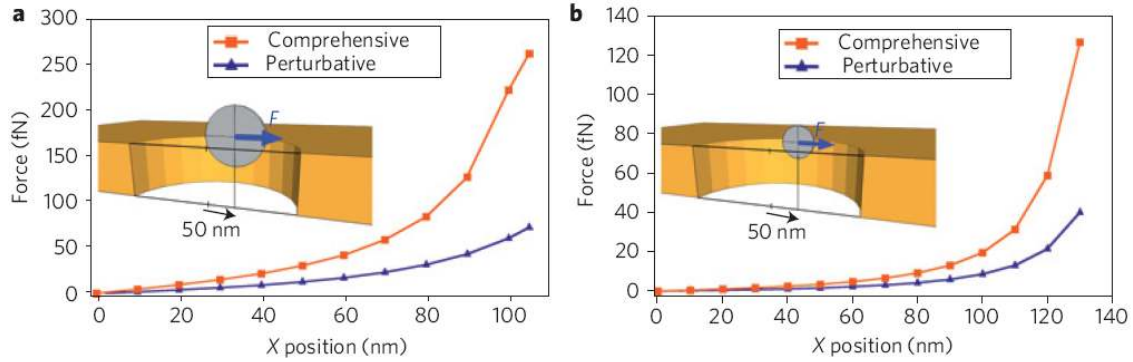 a
300
250
200
150
100
50
0
Force (fN)
Comprehensive
Perturbative
F
50 nm
0 20 40 60 80 100
X position (nm)
b
140
120
100
80
60
40
20
0
Force (fN)
Comprehensive
Perturbative
F
50 nm
0 20 40 60 80 100 120 140
X position (nm)